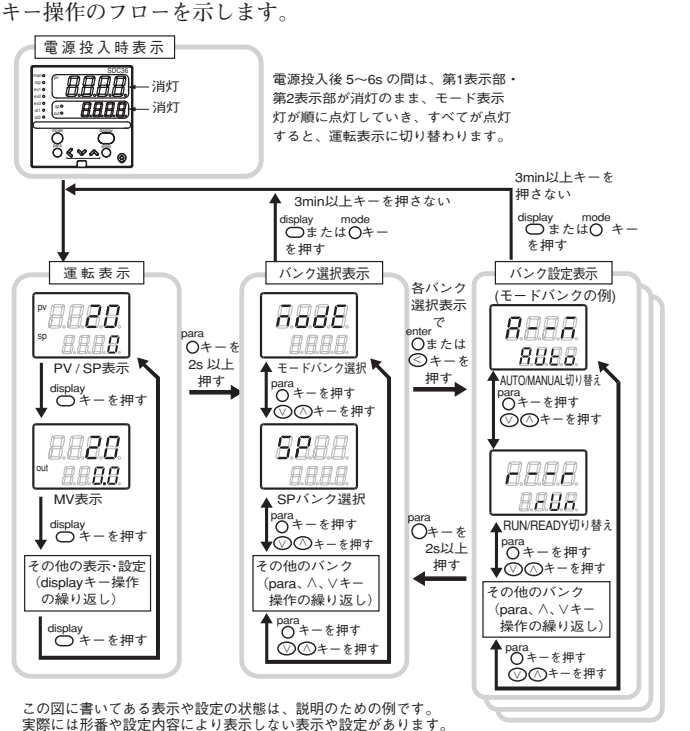 キー操作のフローを示します。
電源投入時表示
SDC36
消灯
消灯
電源投入後 5～6s の間は、第1表示部・
第2表示部が消灯のまま、モード表示
灯が順に点灯していき、すべてが点灯
すると、運転表示に切り替わります。
3min以上キーを
押さない
3min以上キーを押さない
display mode
またはキー
を押す
display mode
または キー
を押す
運転表示
pv 20
sp 0
PV / SP表示
display
キーを押す
20
out 0.0
MV表示
display
キーを押す
その他の表示・設定
（displayキー操作
の繰り返し）
display
キーを押す
para
キーを
2s 以上
押す
バンク選択表示
ModE
モードバンク選択
para
キーを押す
∨∧キーを押す
SP
SPバンク選択
para
キーを押す
∨∧キーを押す
その他のバンク
（para、∧、∨キー
操作の繰り返し）
para
キーを押す
∨∧キーを押す
各バンク
選択表示
で
enter
または
＜キーを
押す
para
キーを
2s以上
押す
バンク設定表示
(モードバンクの例)
A.--M
AUto
AUTO/MANUAL切り替え
para
キーを押す
∨∧キーを押す
r--r
rUn
RUN/READY切り替え
para
キーを押す
∨∧キーを押す
その他のバンク
（para、∧、∨キー
操作の繰り返し）
para
キーを押す
∨∧キーを押す
この図に書いてある表示や設定の状態は、説明のための例です。
実際には形番や設定内容により表示しない表示や設定があります。